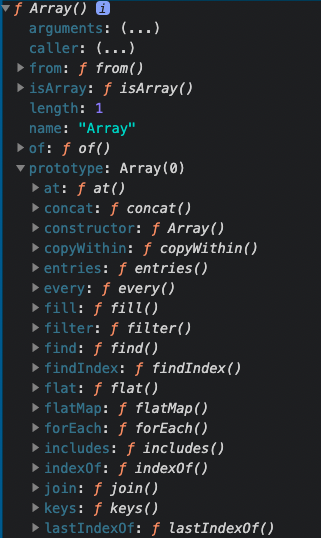 ƒ Array() i
arguments: (...)
caller: (...)
from: ƒ from()
isArray: ƒ isArray()
length: 1
name: "Array"
of: ƒ of()
prototype: Array(0)
at: ƒ at()
concat: ƒ concat()
constructor: ƒ Array()
copyWithin: ƒ copyWithin()
entries: ƒ entries()
every: ƒ every()
fill: ƒ fill()
filter: ƒ filter()
find: ƒ find()
findIndex: ƒ findIndex()
flat: ƒ flat()
flatMap: ƒ flatMap()
forEach: ƒ forEach()
includes: ƒ includes()
indexOf: ƒ indexOf()
join: ƒ join()
keys: ƒ keys()
lastIndexOf: ƒ lastIndexOf()